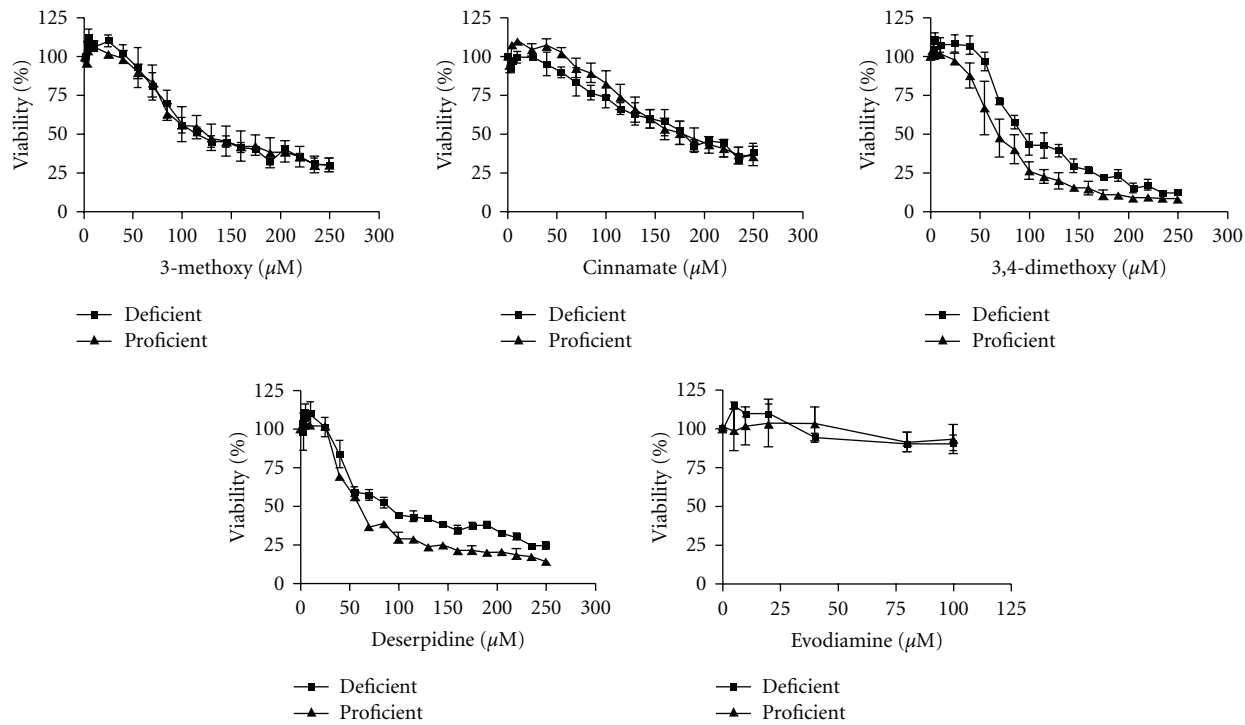 125
100
75
50
25
0
Viability (%)
0 50 100 150 200 250 300
3-methoxy (µM)
Deficient
Proficient
125
100
75
50
25
0
Viability (%)
0 50 100 150 200 250 300
Cinnamate (µM)
Deficient
Proficient
125
100
75
50
25
0
Viability (%)
0 50 100 150 200 250 300
3,4-dimethoxy (µM)
Deficient
Proficient
125
100
75
50
25
0
Viability (%)
0 50 100 150 200 250 300
Deserpidine (µM)
Deficient
Proficient
125
100
75
50
25
0
Viability (%)
0 25 50 75 100 125
Evodiamine (µM)
Deficient
Proficient